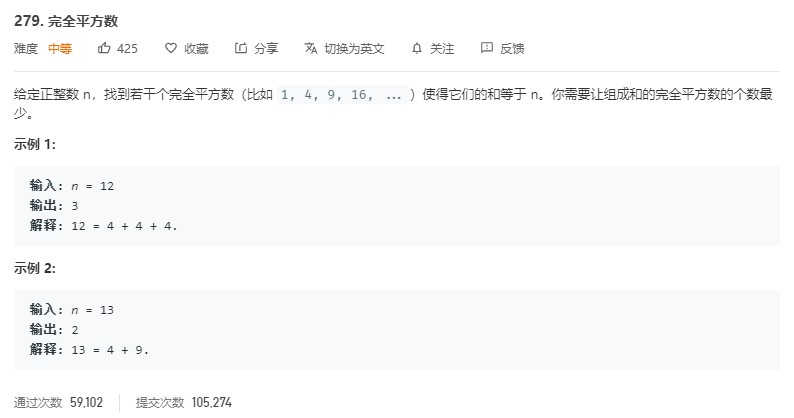 279. 完全平方数
难度 中等 425 收藏 分享 切换为英文 关注 反馈
给定正整数 n，找到若干个完全平方数（比如 1, 4, 9, 16, ... ）使得它们的和等于 n。你需要让组成和的完全平方数的个数最
少。
示例 1:
输入: n = 12
输出: 3
解释: 12 = 4 + 4 + 4.
示例 2:
输入: n = 13
输出: 2
解释: 13 = 4 + 9.
通过次数 59,102 提交次数 105,274